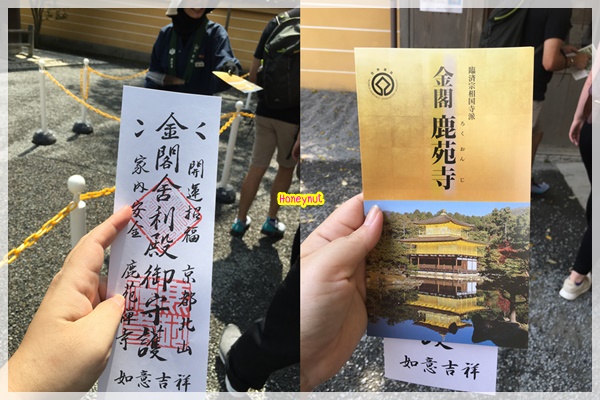 開運招福 京都北山
金閣舎利殿御守護
家内安全 鹿苑禅寺
如意吉祥
Honeynut
臨済宗相国寺派
金閣 鹿苑寺
ろくおんじ
護
如意吉祥